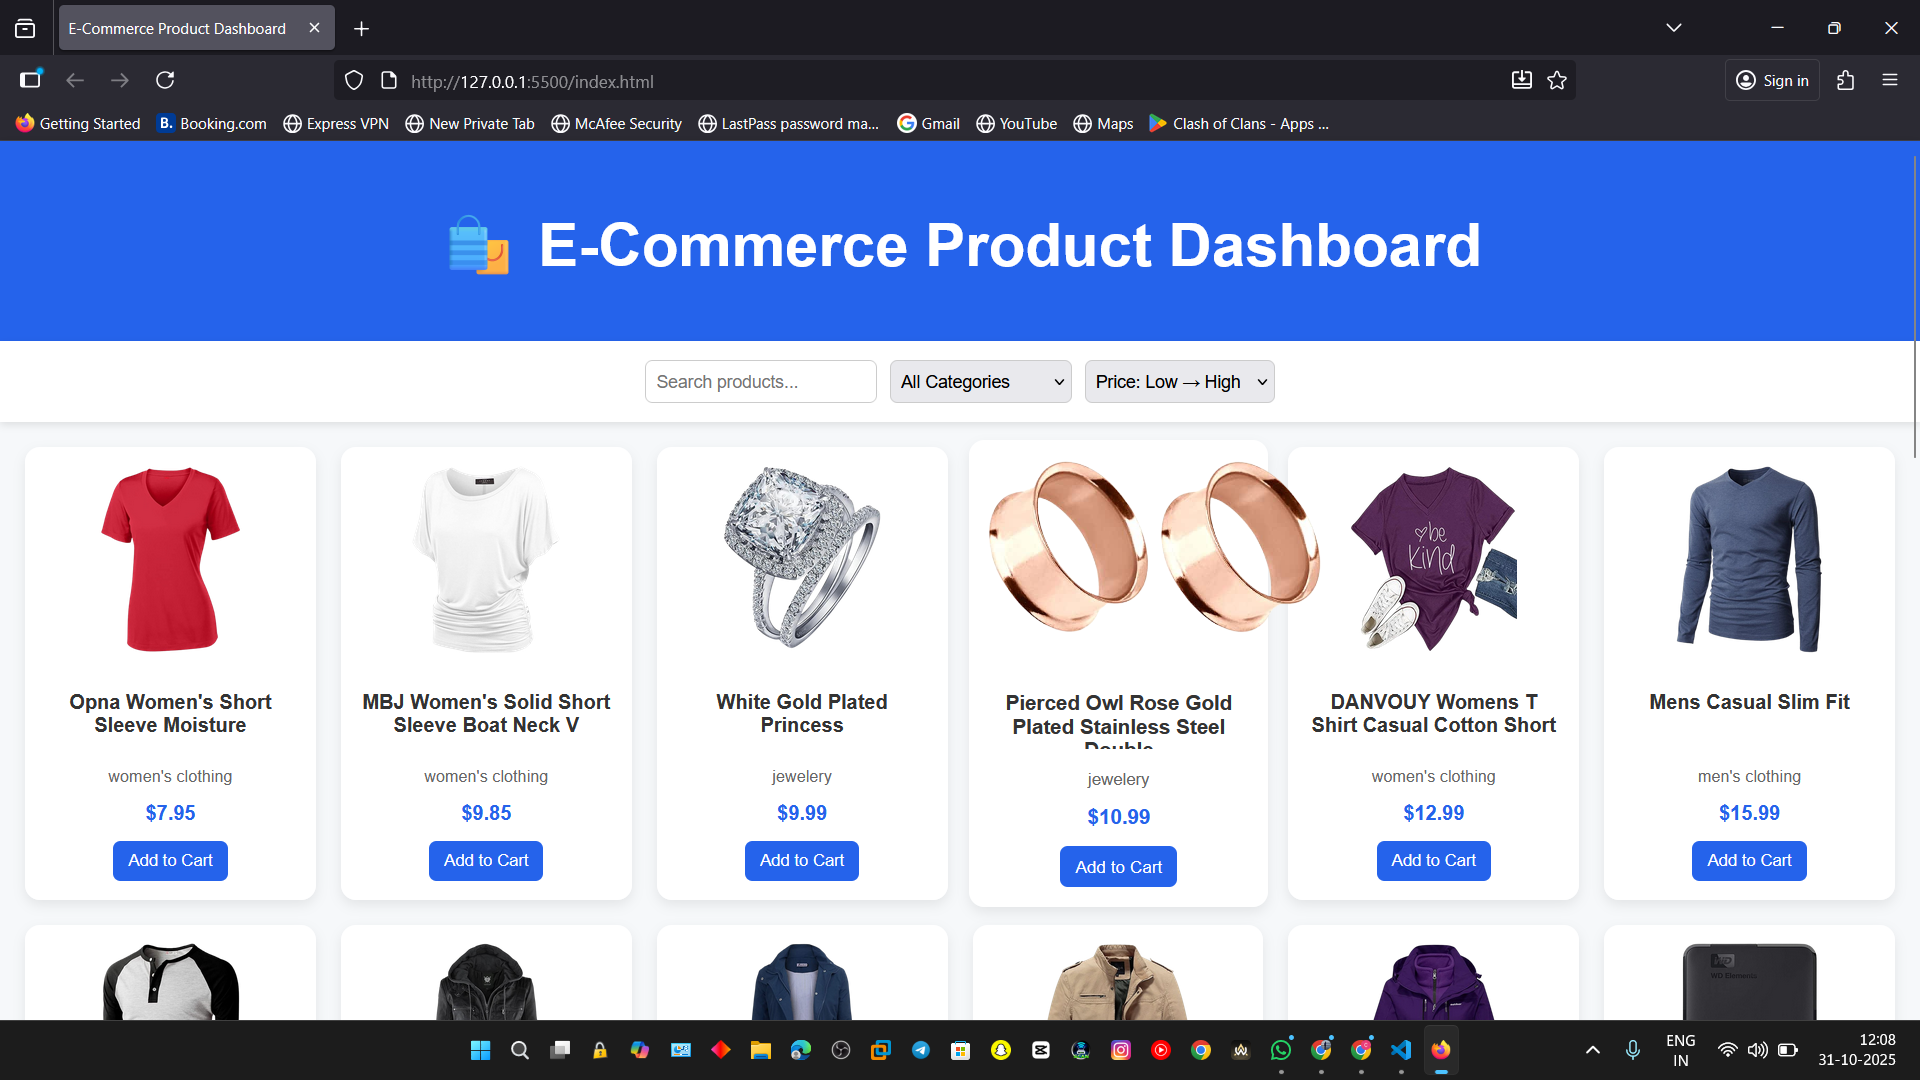 E-Commerce Product Dashboard
http://127.0.0.1:5500/index.html
Sign in
Getting Started
B. Booking.com
Express VPN
New Private Tab
McAfee Security
LastPass password ma...
Gmail
YouTube
Maps
Clash of Clans - Apps ...
E-Commerce Product Dashboard
Search products...
All Categories
Price: Low → High
be
kind
Opna Women's Short
Sleeve Moisture
women's clothing
$7.95
Add to Cart
MBJ Women's Solid Short
Sleeve Boat Neck V
women's clothing
$9.85
Add to Cart
White Gold Plated
Princess
jewelery
$9.99
Add to Cart
Pierced Owl Rose Gold
Plated Stainless Steel
Double
jewelery
$10.99
Add to Cart
DANVOUY Womens T
Shirt Casual Cotton Short
women's clothing
$12.99
Add to Cart
Mens Casual Slim Fit
men's clothing
$15.99
Add to Cart
WD
WD Elements
ENG
IN
12:08
31-10-2025